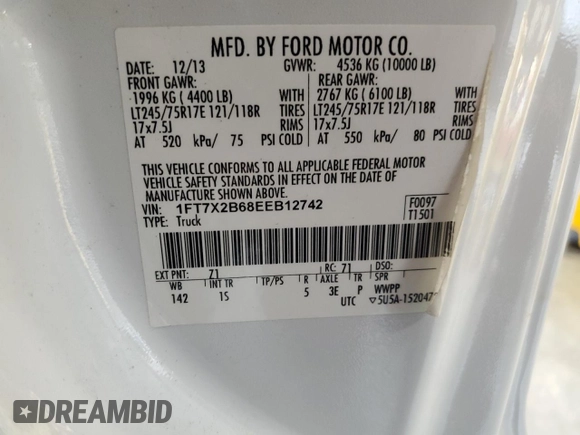 MFD. BY FORD MOTOR CO.
DATE: 12/13 GVWR: 4536 KG (10000 LB)
FRONT GAWR: REAR GAWR:
1996 KG ( 4400 LB) WITH 2767 KG ( 6100 LB) WITH
LT245/75R17E 121/118R TIRES LT245/75R17E 121/118R TIRES
17x7.5J RIMS 17x7.5J RIMS
AT 520 kPa/ 75 PSI COLD AT 550 kPa/ 80 PSI COLD
THIS VEHICLE CONFORMS TO ALL APPLICABLE FEDERAL MOTOR
VEHICLE SAFETY STANDARDS IN EFFECT ON THE DATE OF
MANUFACTURE SHOWN ABOVE.
VIN: 1FT7X2B68EEB12742 F0097
TYPE: Truck T1501
EXT PNT: Z1 RC: 71 DSO:
WB INT TR TP/PS R AXLE TR SPR
142 IS 5 3E P WWPP
UTC ▽5USA-152047
DREAMBID